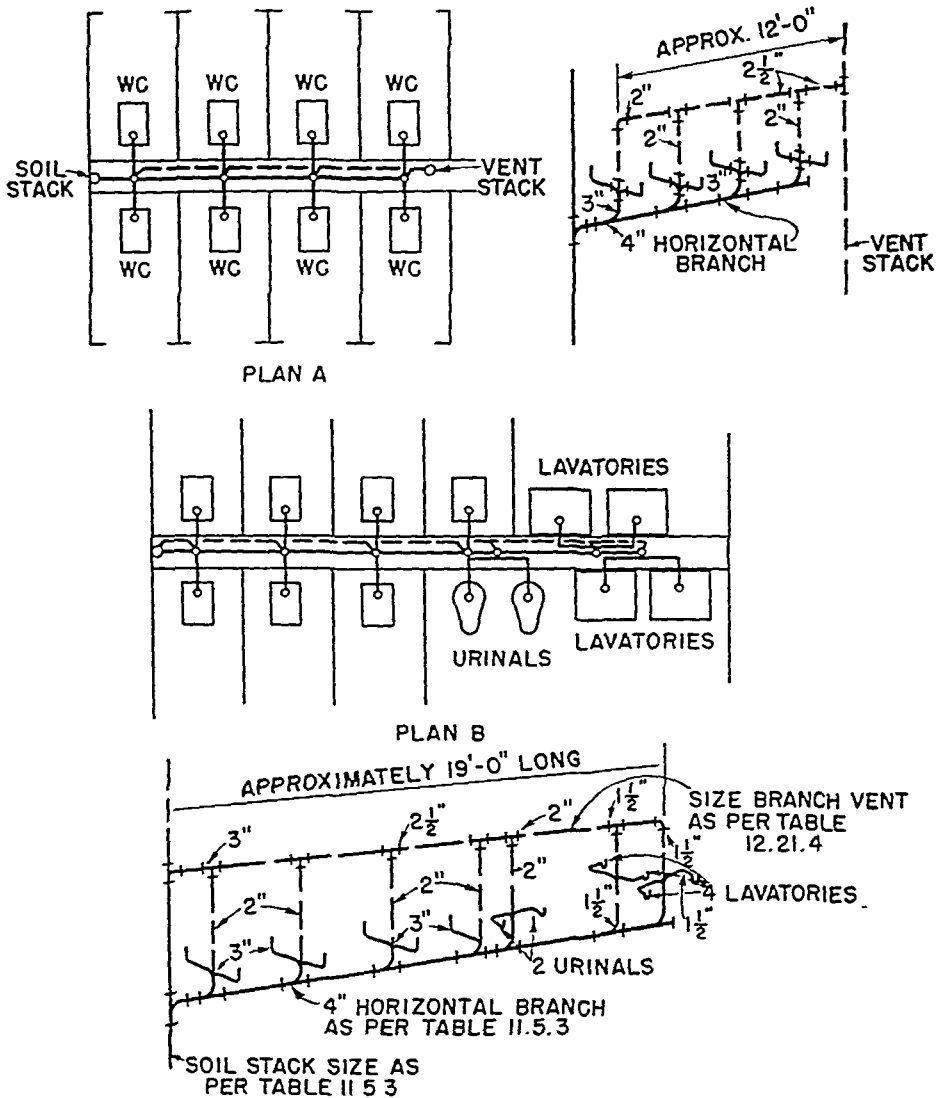 WC WC WC WC
SOIL
STACK
VENT
STACK
WC WC WC WC
PLAN A
APPROX. 12'-0"
2 1/2"
2"
2"
2"
3"
3"
4" HORIZONTAL
BRANCH
VENT
STACK
LAVATORIES
URINALS
LAVATORIES
PLAN B
APPROXIMATELY 19'-0" LONG
3"
2 1/2"
2"
1 1/2"
SIZE BRANCH VENT
AS PER TABLE
12.21.4
1 1/2"
2"
2"
2"
1 1/2"
4 LAVATORIES
1 1/2"
3"
3"
2 URINALS
4" HORIZONTAL BRANCH
AS PER TABLE 11.5.3
SOIL STACK SIZE AS
PER TABLE 11 5 3